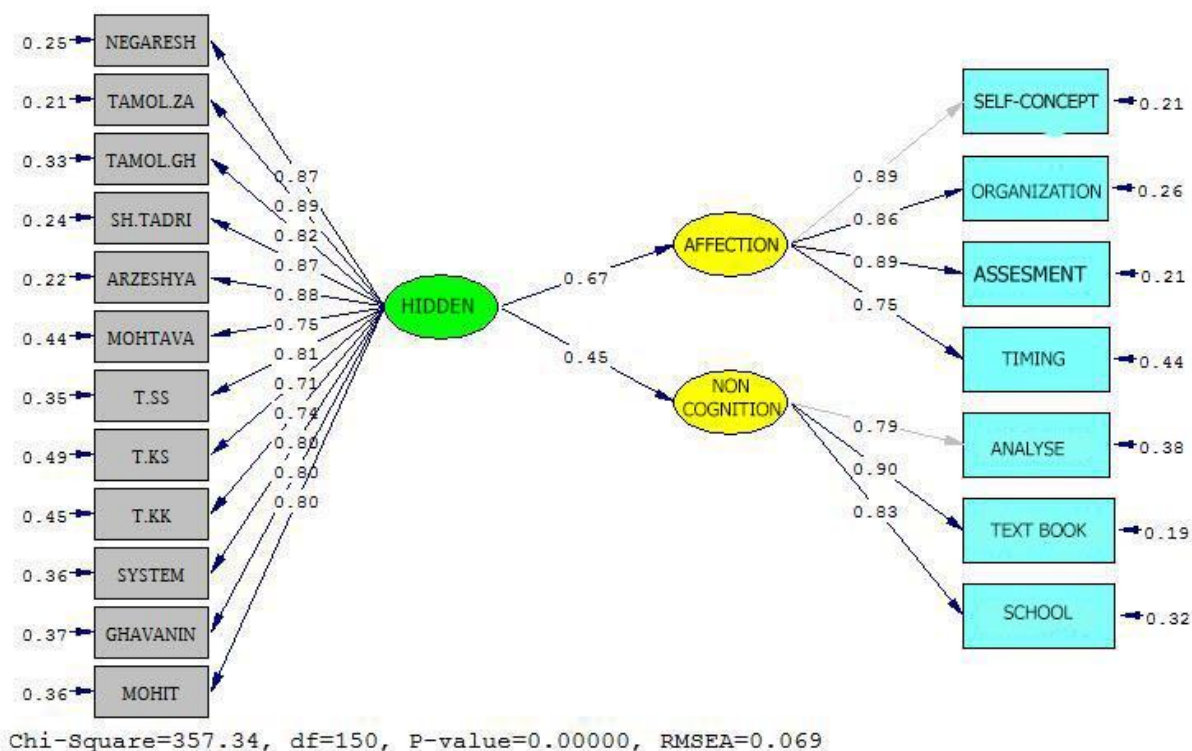 0.25
NEGARESH
0.21
TAMOL.ZA
0.33
TAMOL.GH
0.24
SH.TADRI
0.22
ARZESHYA
0.44
MOHTAVA
0.35
T.SS
0.49
T.KS
0.45
T.KK
0.36
SYSTEM
0.37
GHAVANIN
0.36
MOHIT
0.87
0.89
0.82
0.87
0.88
0.75
0.81
0.71
0.74
0.80
0.80
0.80
HIDDEN
0.67
0.45
AFFECTION
NON
COGNITION
0.89
0.86
0.89
0.75
0.79
0.90
0.83
SELF-CONCEPT
0.21
ORGANIZATION
0.26
ASSESMENT
0.21
TIMING
0.44
ANALYSE
0.38
TEXT BOOK
0.19
SCHOOL
0.32
Chi-Square=357.34, df=150, P-value=0.00000, RMSEA=0.069